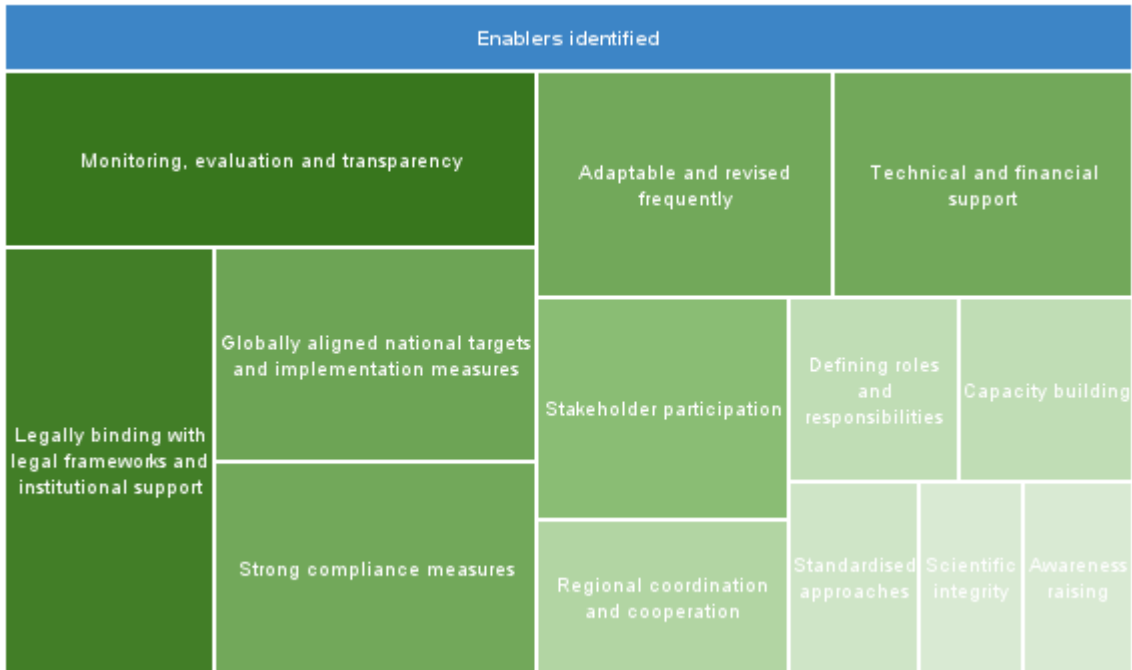 Enablers identified
Monitoring, evaluation and transparency
Adaptable and revised
frequently
Technical and financial
support
Legally binding with
legal frameworks and
institutional support
Globally aligned national targets
and implementation measures
Strong compliance measures
Stakeholder participation
Defining roles
and
responsibilities
Capacity building
Regional coordination
and cooperation
Standardised
approaches
Scientific
integrity
Awareness
raising